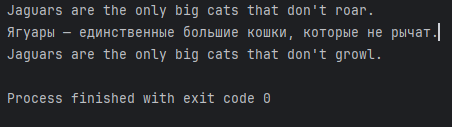 Jaguars are the only big cats that don't roar.
Ягуары — единственные большие кошки, которые не рычат.
Jaguars are the only big cats that don't growl.
Process finished with exit code 0